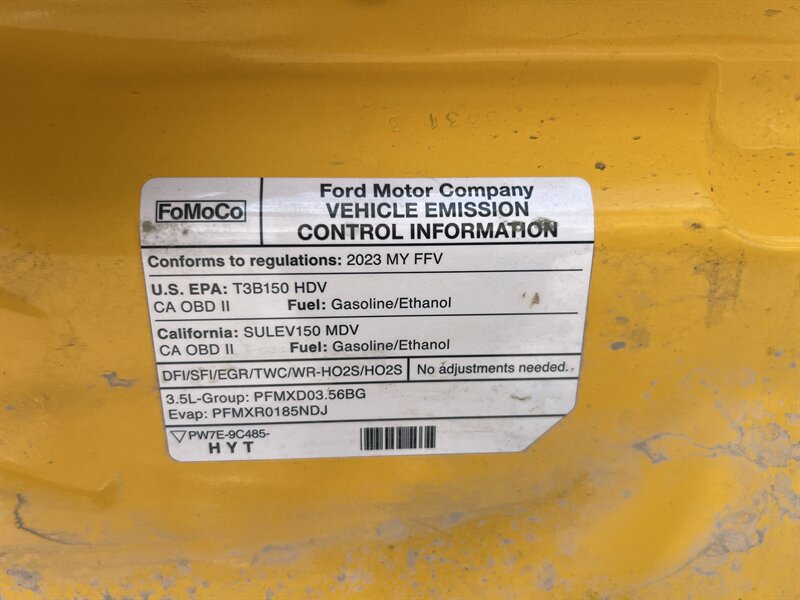 FoMoCo
Ford Motor Company
VEHICLE EMISSION
CONTROL INFORMATION
Conforms to regulations: 2023 MY FFV
U.S. EPA: T3B150 HDV
CA OBD II Fuel: Gasoline/Ethanol
California: SULEV150 MDV
CA OBD II Fuel: Gasoline/Ethanol
DFI/SFI/EGR/TWC/WR-HO2S/HO2S No adjustments needed.
3.5L-Group: PFMXD03.56BG
Evap: PFMXR0185NDJ
PW7E-9C485-
HYT